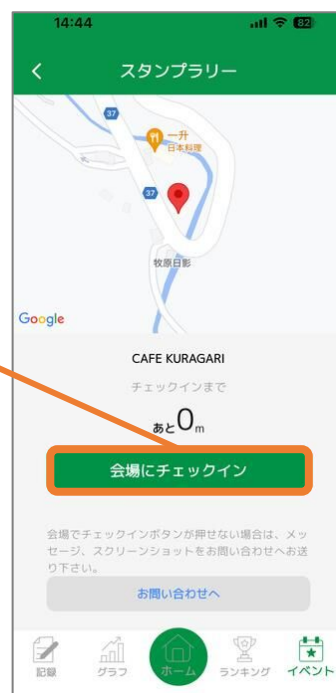 14:44
82
スタンプラリー
37
一升
日本料理
37
牧原日影
Google
CAFE KURAGARI
チェックインまで
あと0m
会場にチェックイン
会場でチェックインボタンが押せない場合は、メッ
セージ、スクリーンショットをお問い合わせへお送
り下さい。
お問い合わせへ
記録 グラフ ホーム ランキング イベント